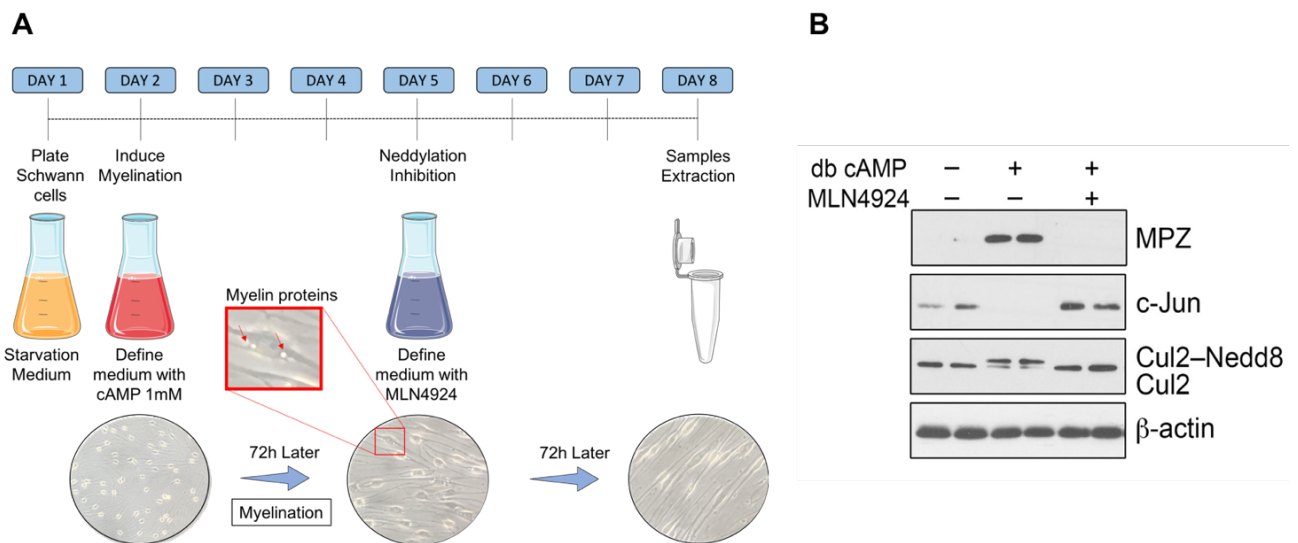 A
DAY 1 DAY 2 DAY 3 DAY 4 DAY 5 DAY 6 DAY 7 DAY 8
Plate
Schwann
cells
Induce
Myelination
Neddylation
Inhibition
Samples
Extraction
Starvation
Medium
Define
medium with
cAMP 1mM
Myelin proteins
Define
medium with
MLN4924
72h Later
Myelination
72h Later
B
db cAMP – + +
MLN4924 – – +
MPZ
c-Jun
Cul2–Nedd8
Cul2
β-actin